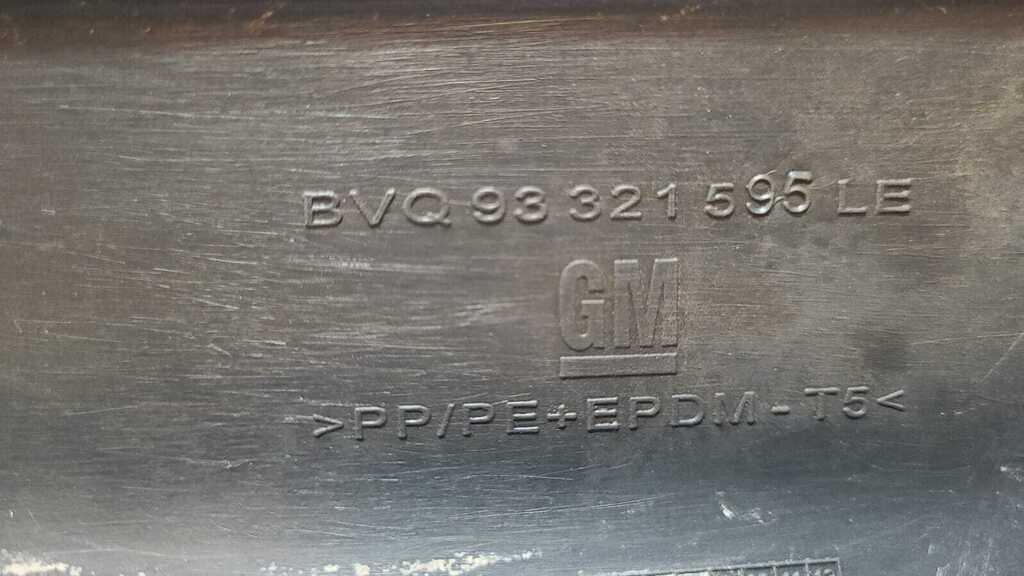 BVQ 93 321 595 LE
GM
>PP/PE+EPDM-T5<